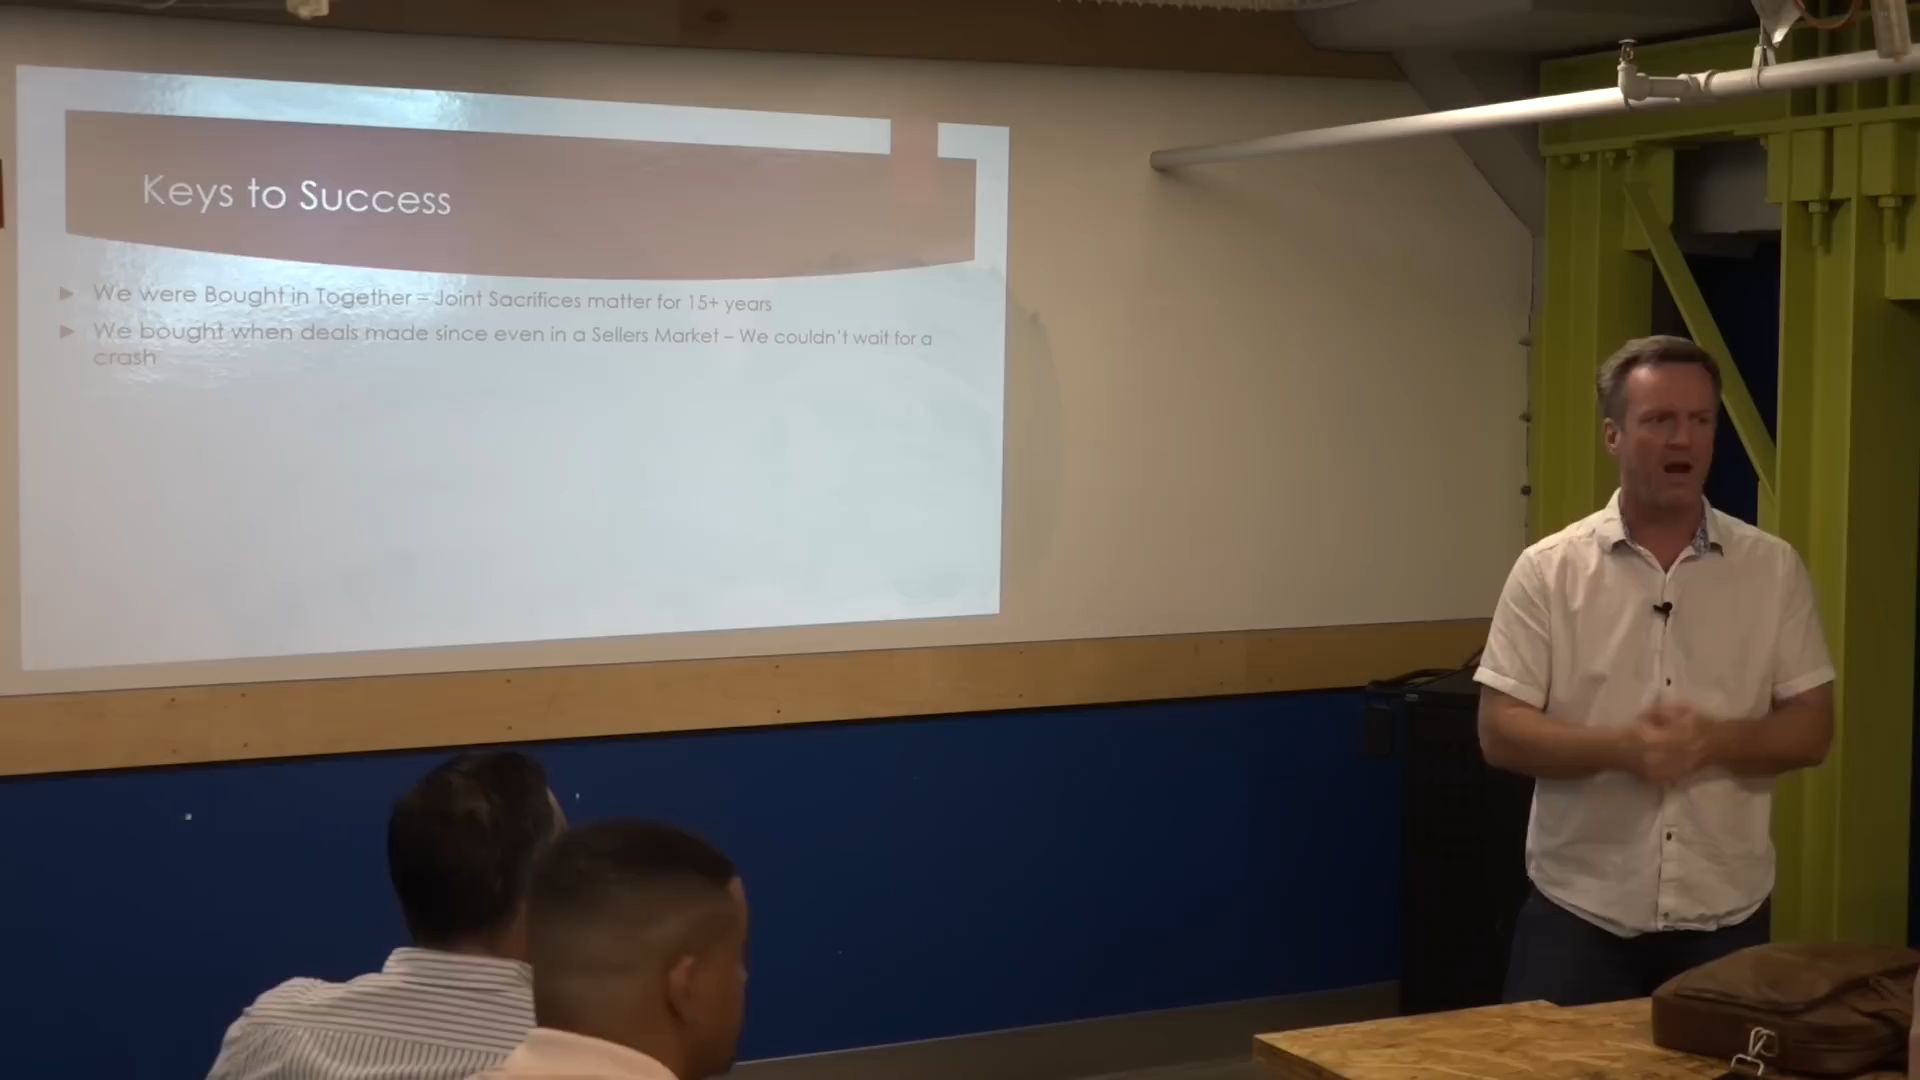 Keys to Success
We were Bought in Together – Joint Sacrifices matter for 15+ years
We bought when deals made since even in a Sellers Market – We couldn't wait for a
crash